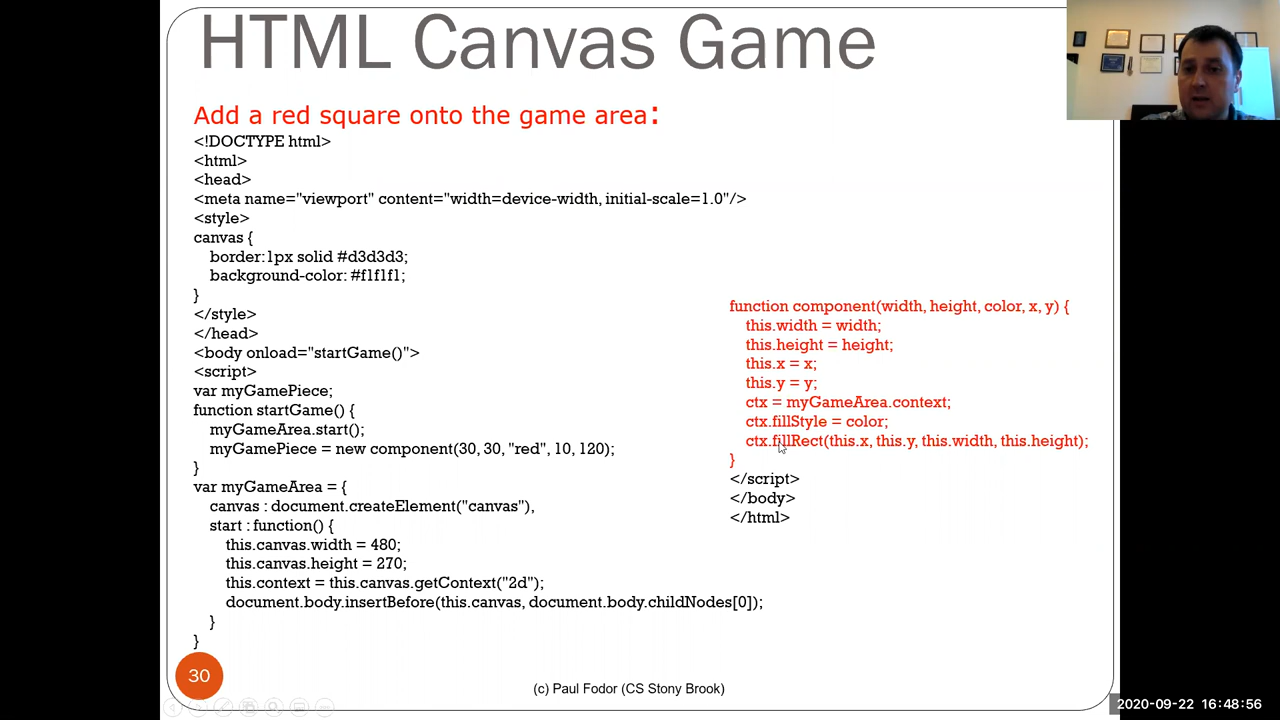 HTML Canvas Game
Add a red square onto the game area:
<!DOCTYPE html>
<html>
<head>
<meta name="viewport" content="width=device-width, initial-scale=1.0"/>
<style>
canvas {
    border:1px solid #d3d3d3;
    background-color: #f1f1f1;
}
</style>
</head>
<body onload="startGame()">
<script>
var myGamePiece;
function startGame() {
    myGameArea.start();
    myGamePiece = new component(30, 30, "red", 10, 120);
}
var myGameArea = {
    canvas : document.createElement("canvas"),
    start : function() {
        this.canvas.width = 480;
        this.canvas.height = 270;
        this.context = this.canvas.getContext("2d");
        document.body.insertBefore(this.canvas, document.body.childNodes[0]);
    }
}
function component(width, height, color, x, y) {
    this.width = width;
    this.height = height;
    this.x = x;
    this.y = y;
    ctx = myGameArea.context;
    ctx.fillStyle = color;
    ctx.fillRect(this.x, this.y, this.width, this.height);
}
</script>
</body>
</html>
30
(c) Paul Fodor (CS Stony Brook)
2020-09-22 16:48:56